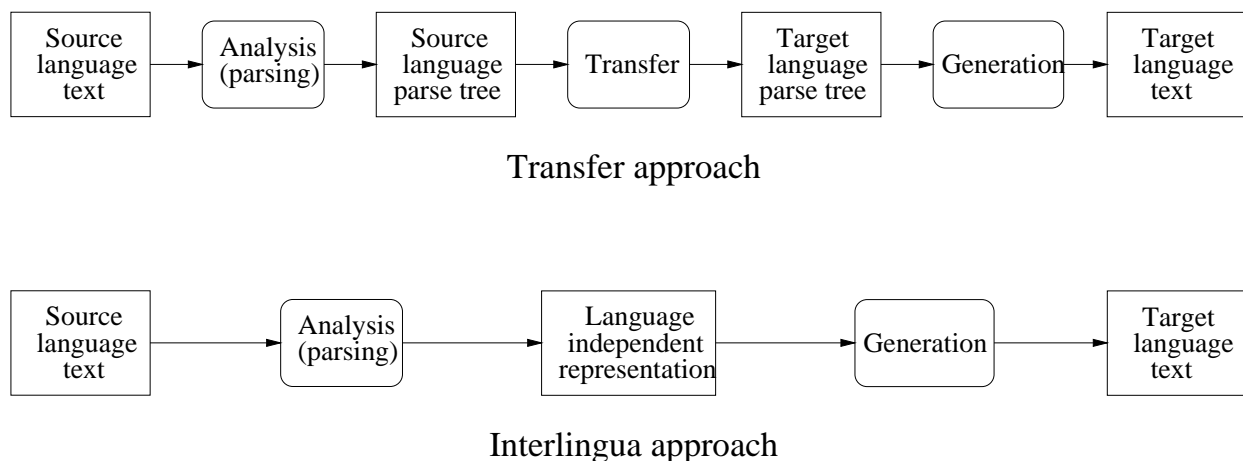 Source
language
text
Analysis
(parsing)
Source
language
parse tree
Transfer
Target
language
parse tree
Generation
Target
language
text
Transfer approach
Source
language
text
Analysis
(parsing)
Language
independent
representation
Generation
Target
language
text
Interlingua approach